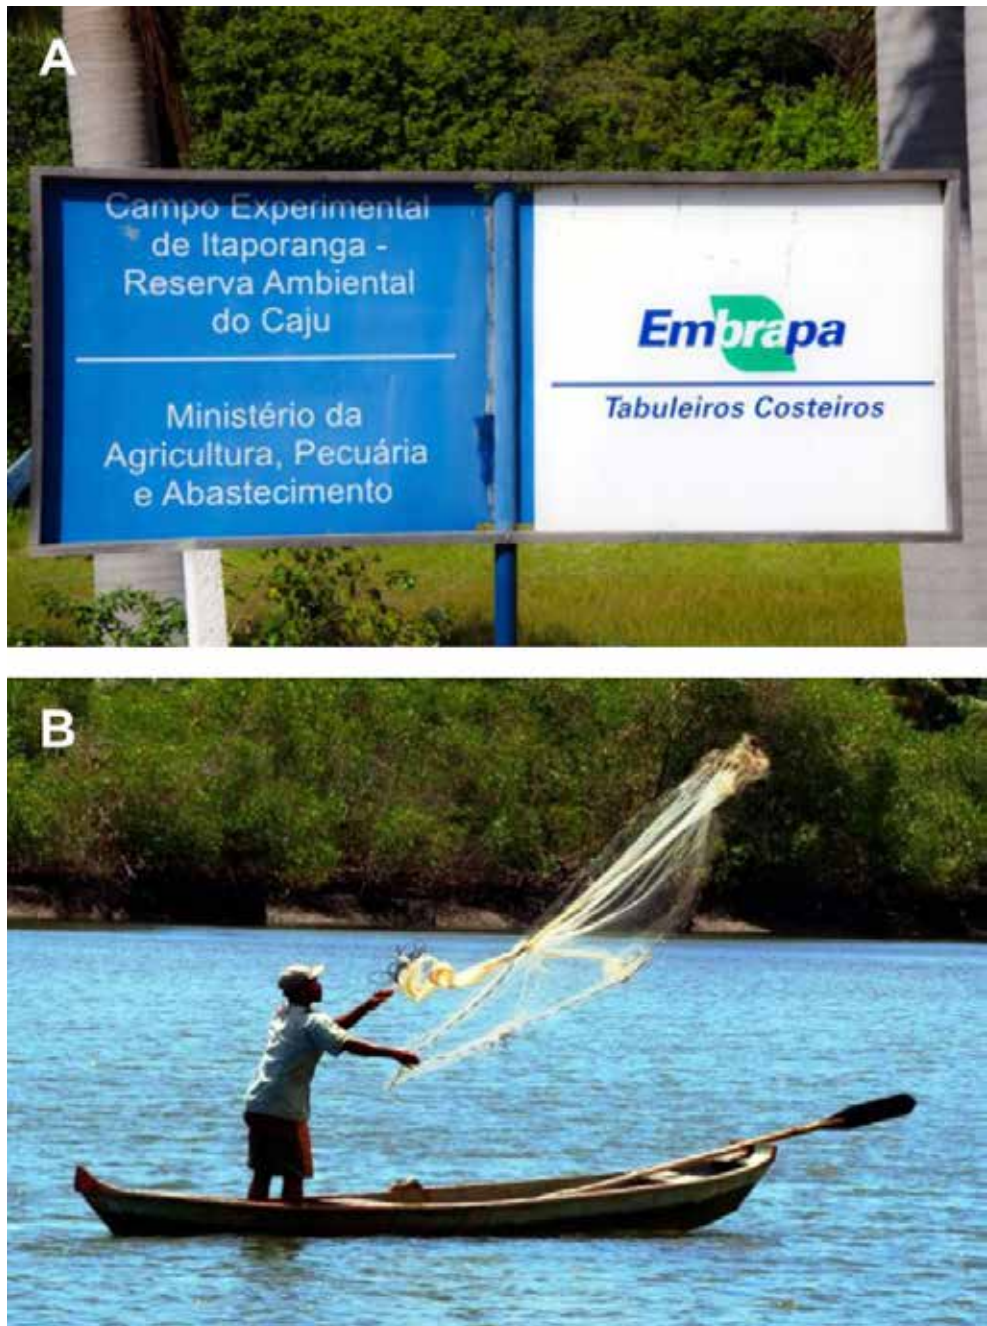 A
Campo Experimental
de Itaporanga -
Reserva Ambiental
do Caju
Ministério da
Agricultura, Pecuária
e Abastecimento
Embrapa
Tabuleiros Costeiros
B